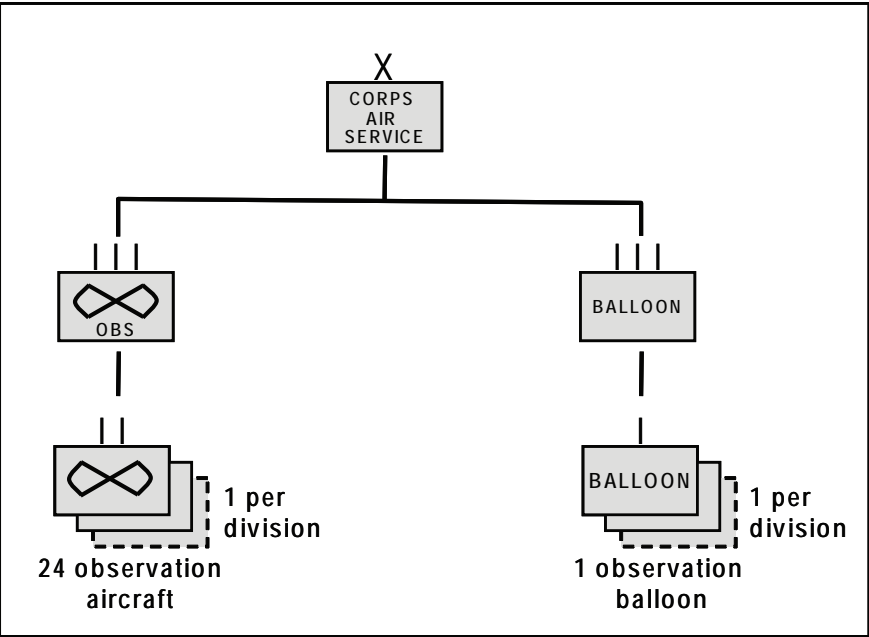 X
CORPS
AIR
SERVICE
OBS
BALLOON
BALLOON
1 per
division
1 per
division
24 observation
aircraft
1 observation
balloon